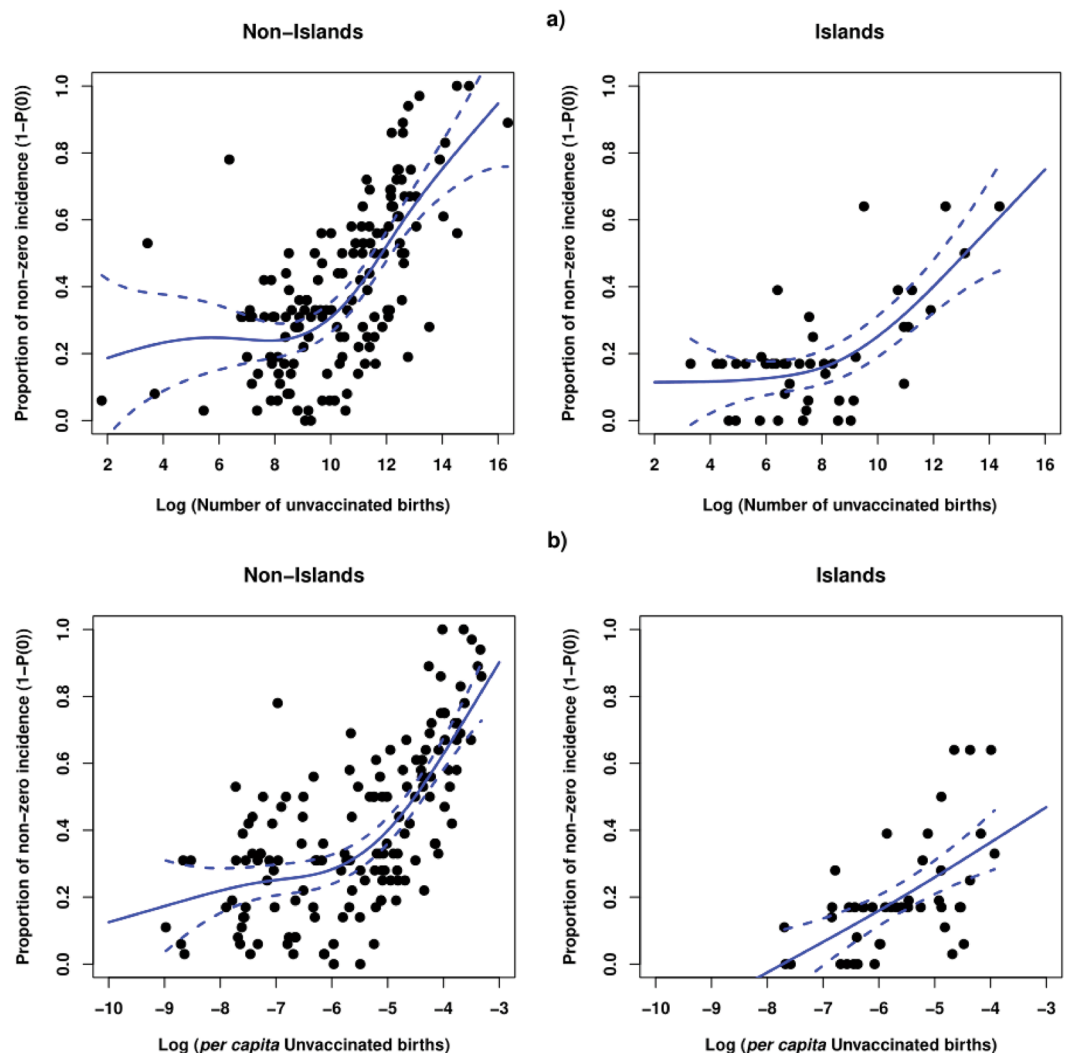 a)
Non-Islands
Islands
Proportion of non-zero incidence (1-P(0))
0.0 0.2 0.4 0.6 0.8 1.0
2 4 6 8 10 12 14 16
Log (Number of unvaccinated births)
Proportion of non-zero incidence (1-P(0))
0.0 0.2 0.4 0.6 0.8 1.0
2 4 6 8 10 12 14 16
Log (Number of unvaccinated births)
b)
Non-Islands
Islands
Proportion of non-zero incidence (1-P(0))
0.0 0.2 0.4 0.6 0.8 1.0
-10 -9 -8 -7 -6 -5 -4 -3
Log (per capita Unvaccinated births)
Proportion of non-zero incidence (1-P(0))
0.0 0.2 0.4 0.6 0.8 1.0
-10 -9 -8 -7 -6 -5 -4 -3
Log (per capita Unvaccinated births)